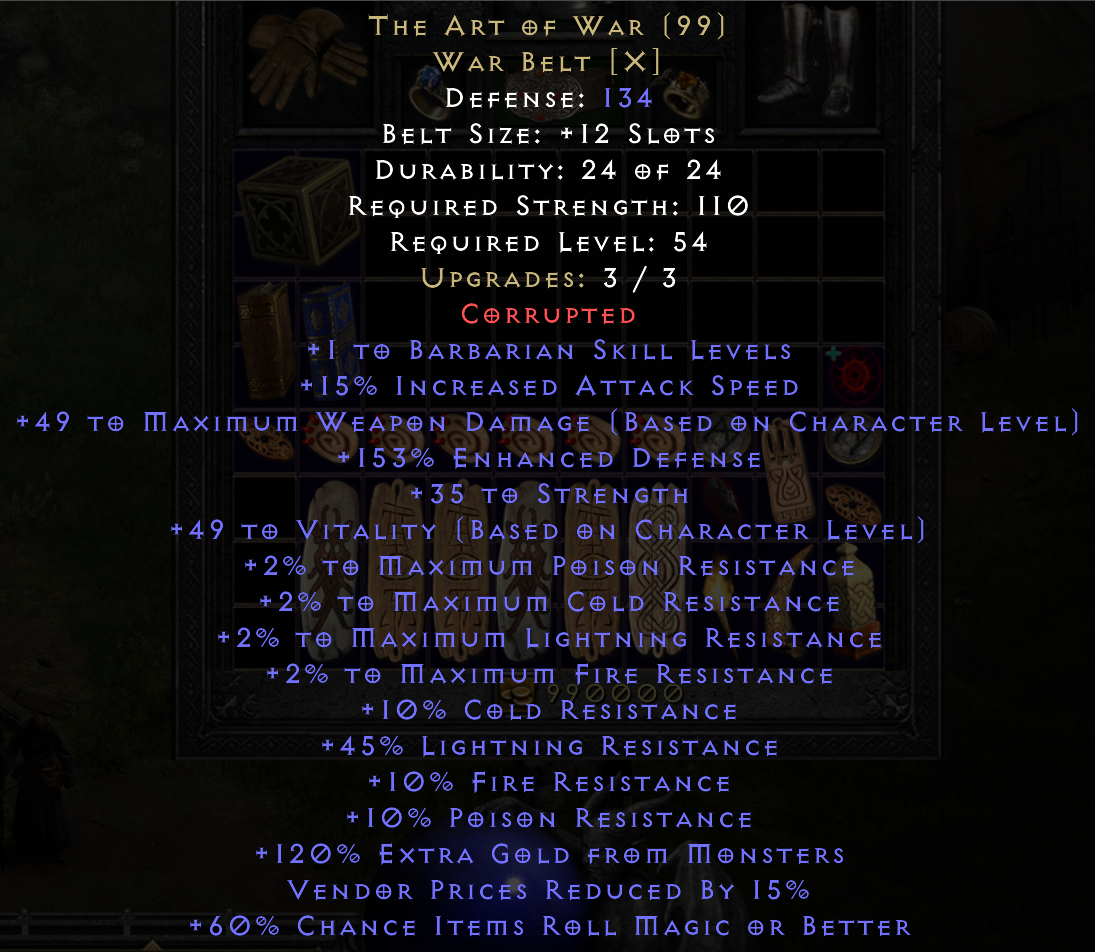 The Art of War (99)
War Belt [X]
Defense: 134
Belt Size: +12 Slots
Durability: 24 of 24
Required Strength: 110
Required Level: 54
Upgrades: 3 / 3
Corrupted
+1 to Barbarian Skill Levels
+15% Increased Attack Speed
+49 to Maximum Weapon Damage (Based on Character Level)
+153% Enhanced Defense
+35 to Strength
+49 to Vitality (Based on Character Level)
+2% to Maximum Poison Resistance
+2% to Maximum Cold Resistance
+2% to Maximum Lightning Resistance
+2% to Maximum Fire Resistance
990000
+10% Cold Resistance
+45% Lightning Resistance
+10% Fire Resistance
+10% Poison Resistance
+120% Extra Gold from Monsters
Vendor Prices Reduced By 15%
+60% Chance Items Roll Magic or Better